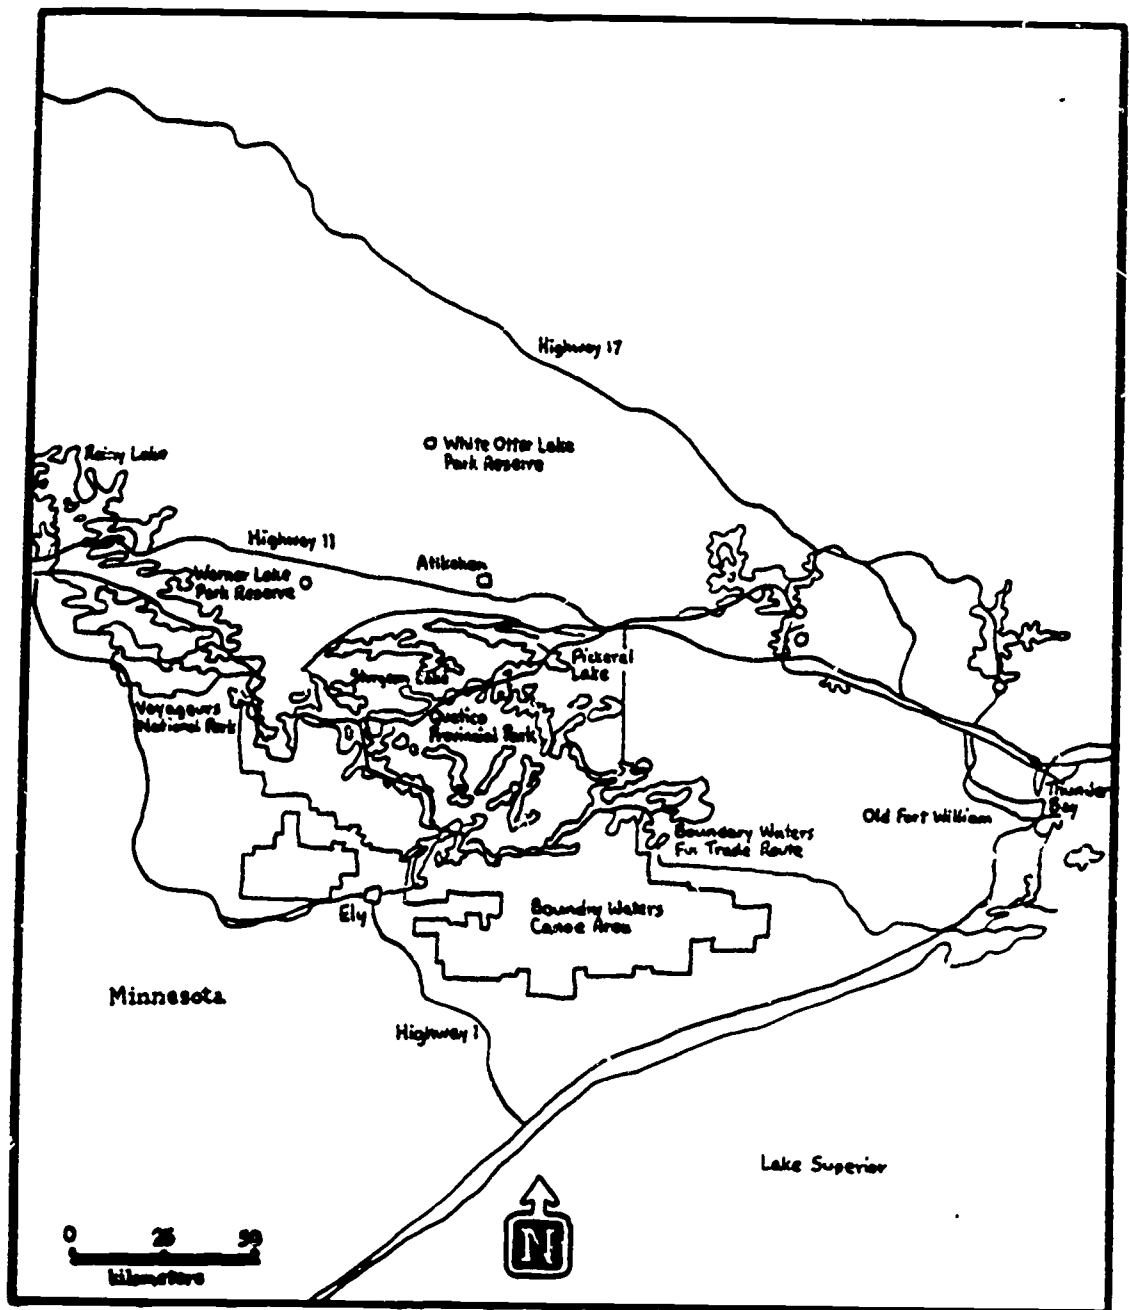 Highway 17
White Otter Lake
Park Reserve
Rainy Lake
Highway 11
Atikokan
Warner Lake
Park Reserve
Pickerel
Lake
Sturgeon Lake
Voyageurs
National Park
Quetico
Provincial Park
Thunder
Bay
Old Fort William
Boundary Waters
Fur Trade Route
Ely
Boundry Waters
Canoe Area
Minnesota
Highway 1
Lake Superior
0 25 50
kilometers
N